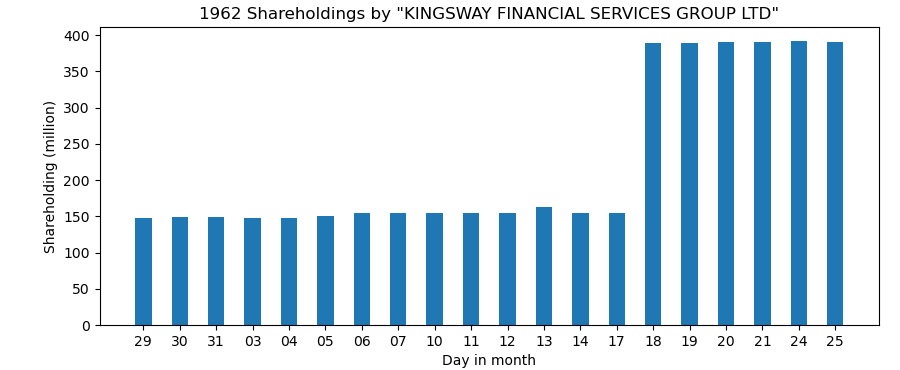 1962 Shareholdings by "KINGSWAY FINANCIAL SERVICES GROUP LTD"
Shareholding (million)
400
350
300
250
200
150
100
50
0
29 30 31 03 04 05 06 07 10 11 12 13 14 17 18 19 20 21 24 25
Day in month